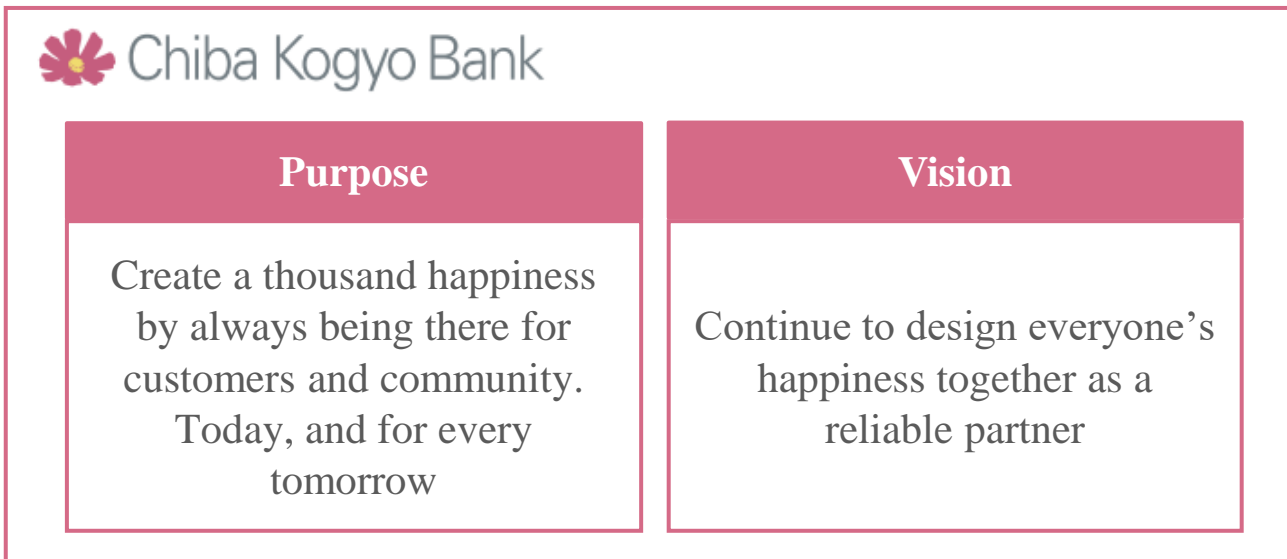 Chiba Kogyo Bank
Purpose
Create a thousand happiness
by always being there for
customers and community.
Today, and for every
tomorrow
Vision
Continue to design everyone’s
happiness together as a
reliable partner